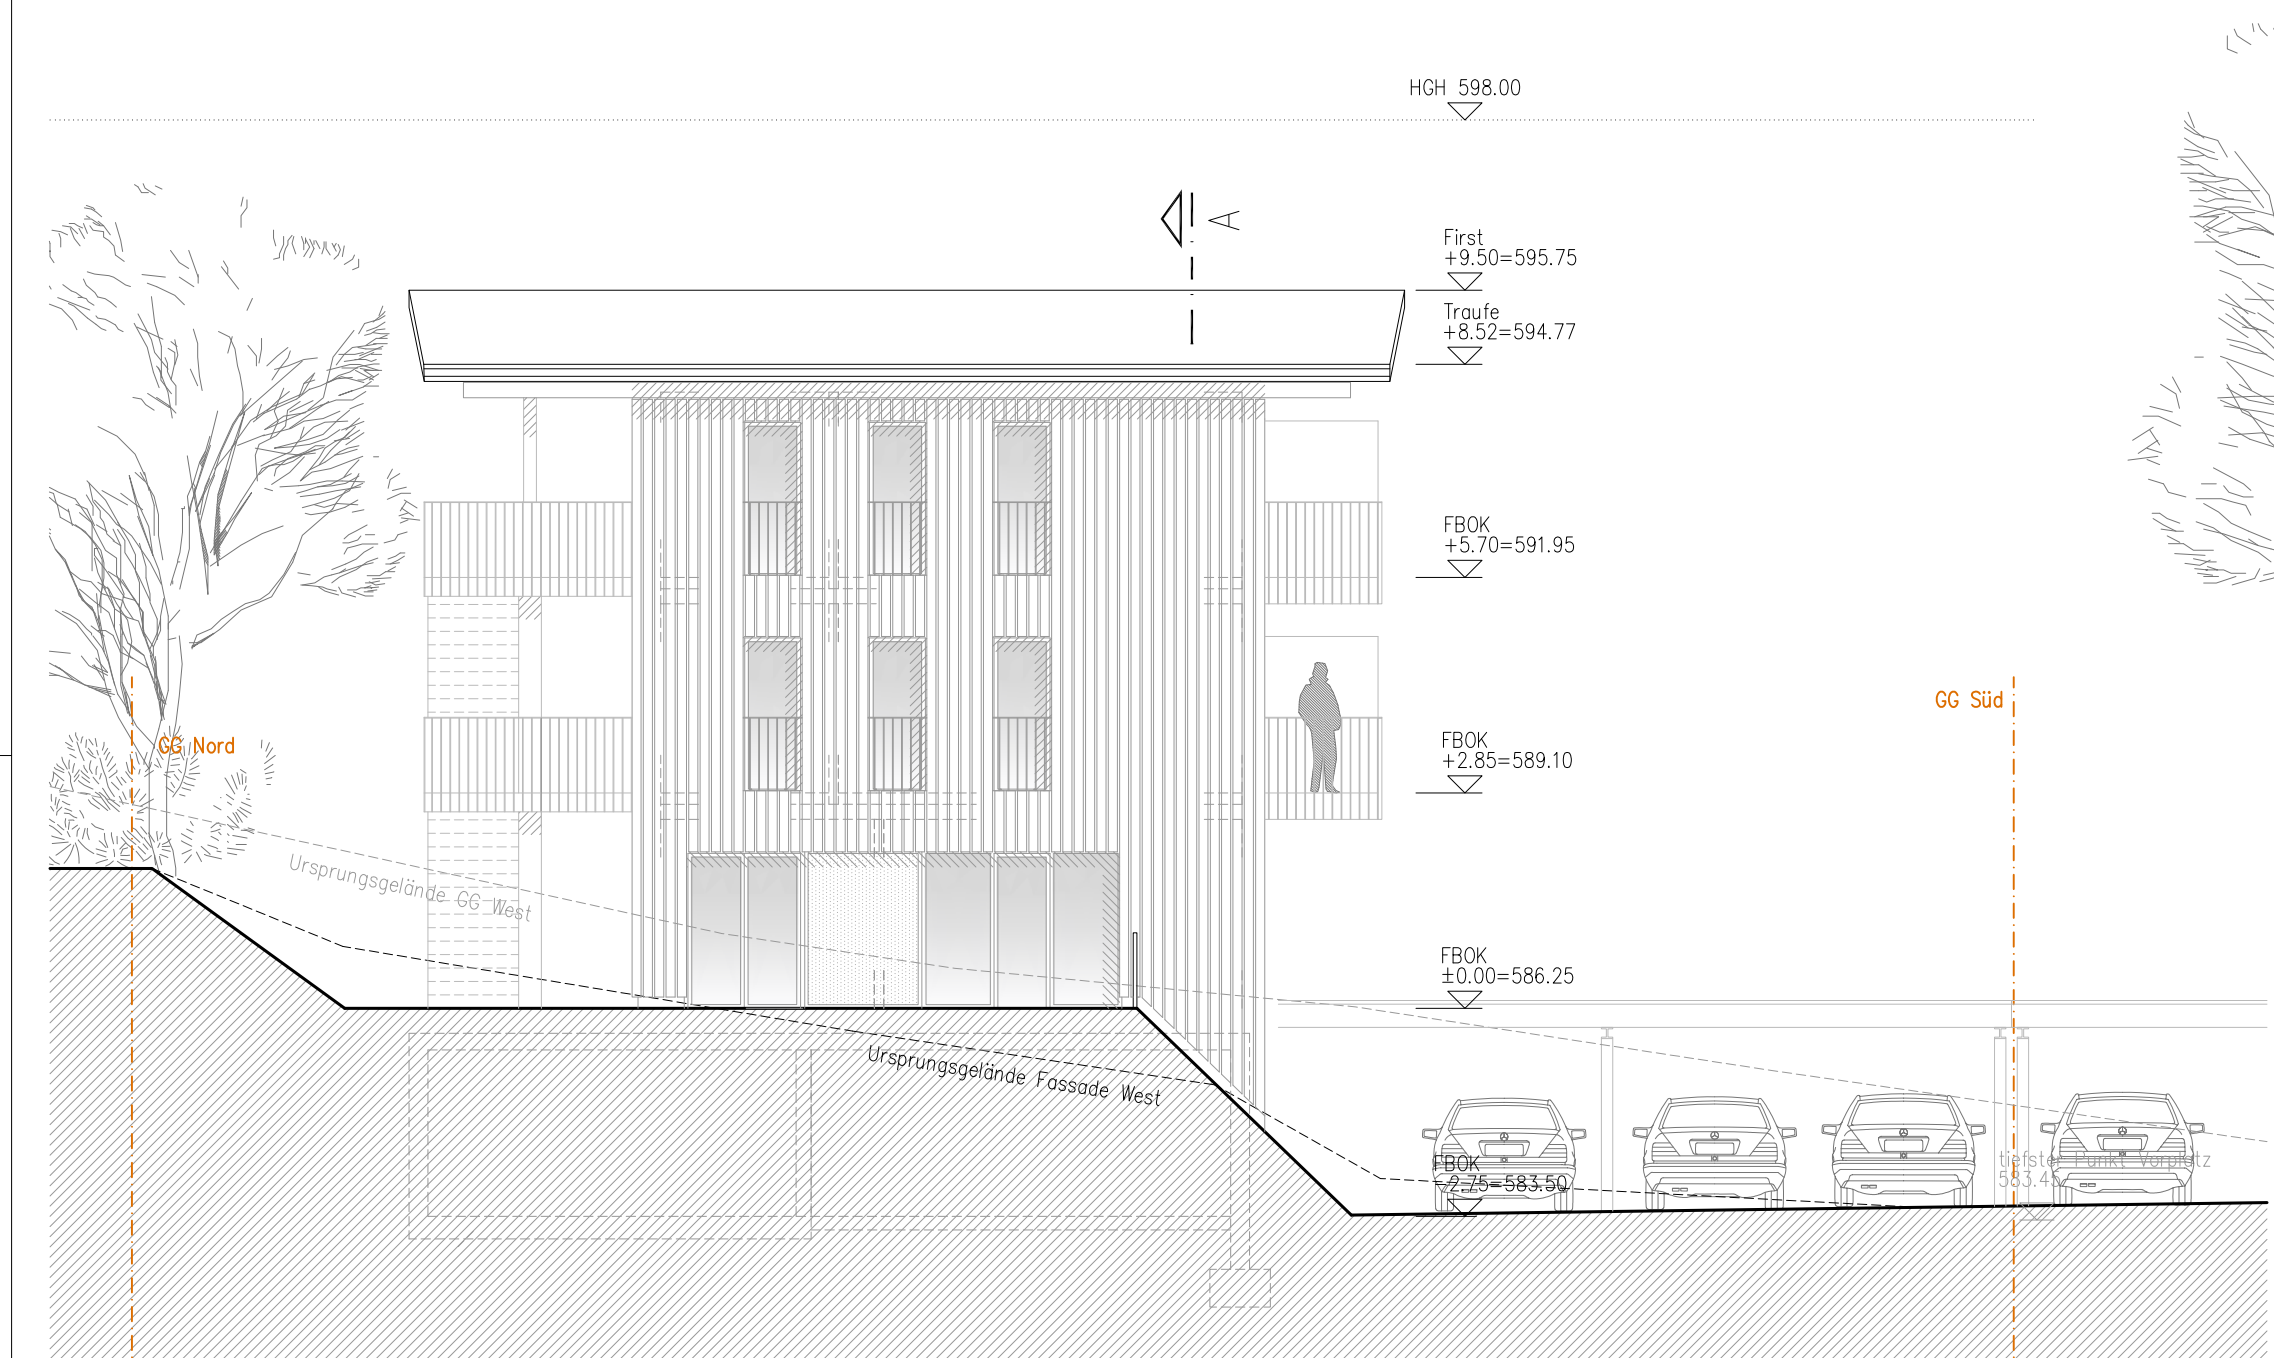 HGH 598.00
A
First
+9.50=595.75
Traufe
+8.52=594.77
FBOK
+5.70=591.95
GG Süd
GG Nord
FBOK
+2.85=589.10
Ursprungsgelände GG West
FBOK
±0.00=586.25
Ursprungsgelände Fassade West
FBOK
-2.75=583.50
tiefster Punkt Vorplatz
583.45